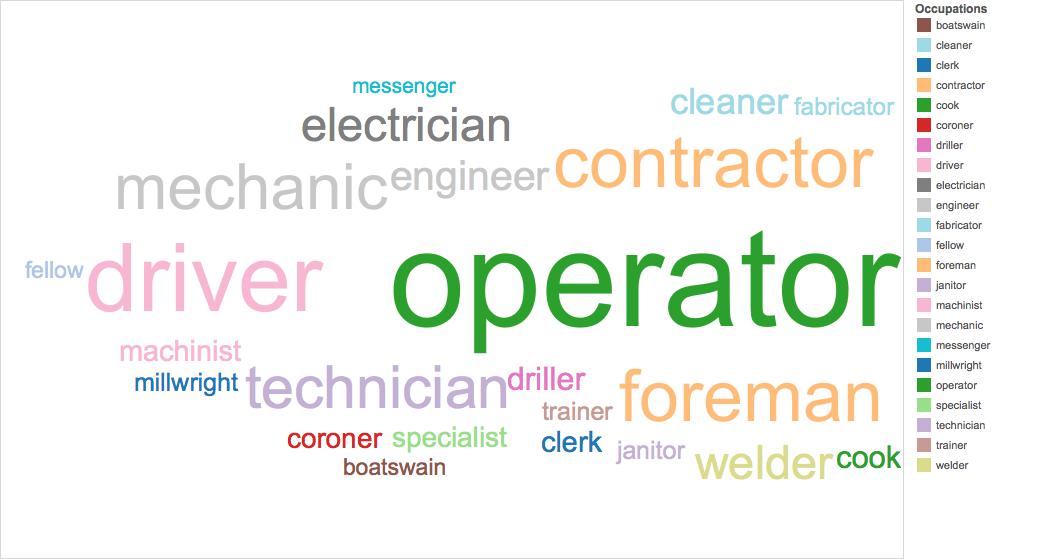 messenger
cleaner fabricator
electrician
mechanic engineer contractor
fellow driver operator
machinist
millwright technician driller foreman
trainer
coroner specialist clerk janitor welder cook
boatswain
Occupations
boatswain
cleaner
clerk
contractor
cook
coroner
driller
driver
electrician
engineer
fabricator
fellow
foreman
janitor
machinist
mechanic
messenger
millwright
operator
specialist
technician
trainer
welder